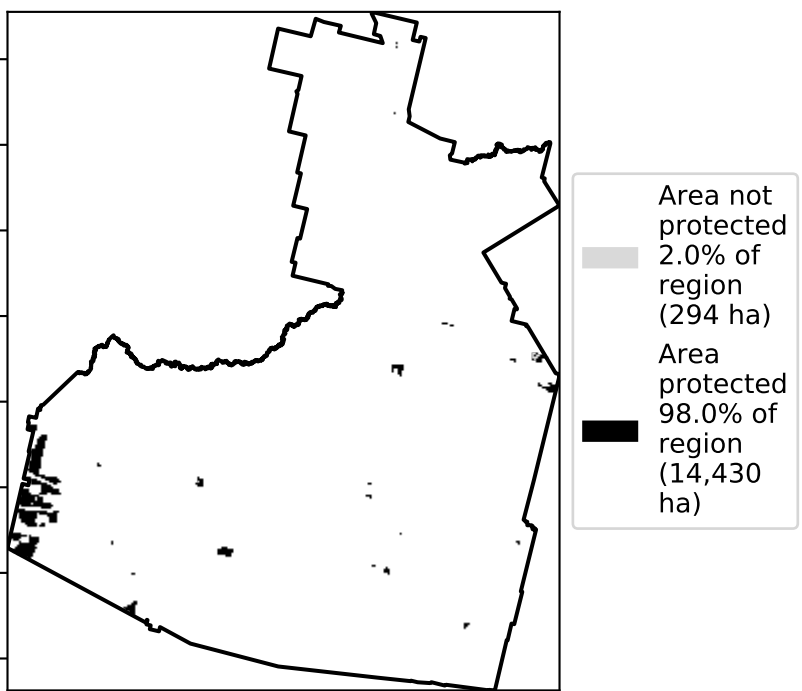 Area not
protected
2.0% of
region
(294 ha)
Area
protected
98.0% of
region
(14,430
ha)